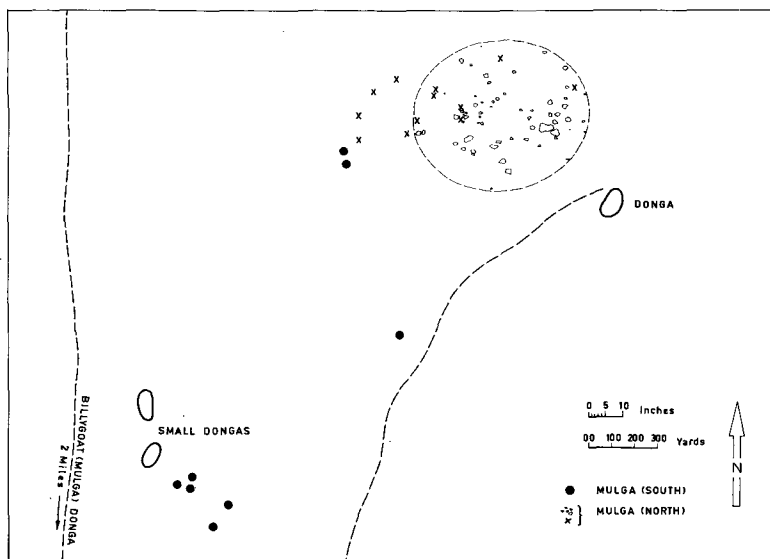 DONGA
SMALL DONGAS
BILLYGOAT (MULGA) DONGA
2 Miles
0 5 10 Inches
00 100 200 300 Yards
N
MULGA (SOUTH)
MULGA (NORTH)